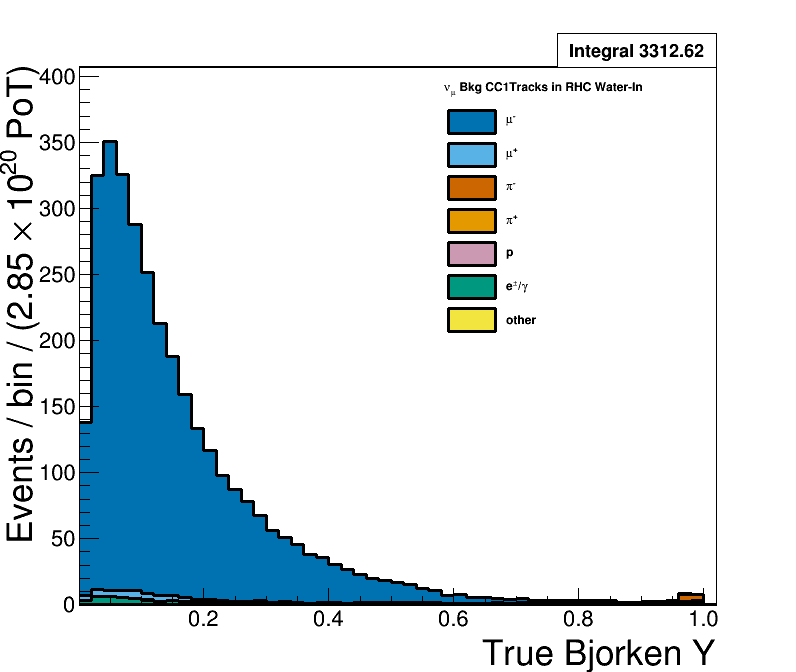 Integral 3312.62
ν_μ Bkg CC1Tracks in RHC Water-In
μ⁻
μ⁺
π⁻
π⁺
p
e^±/γ
other
Events / bin / (2.85 × 10²⁰ PoT)
400
350
300
250
200
150
100
50
0
0.2 0.4 0.6 0.8 1.0
True Bjorken Y